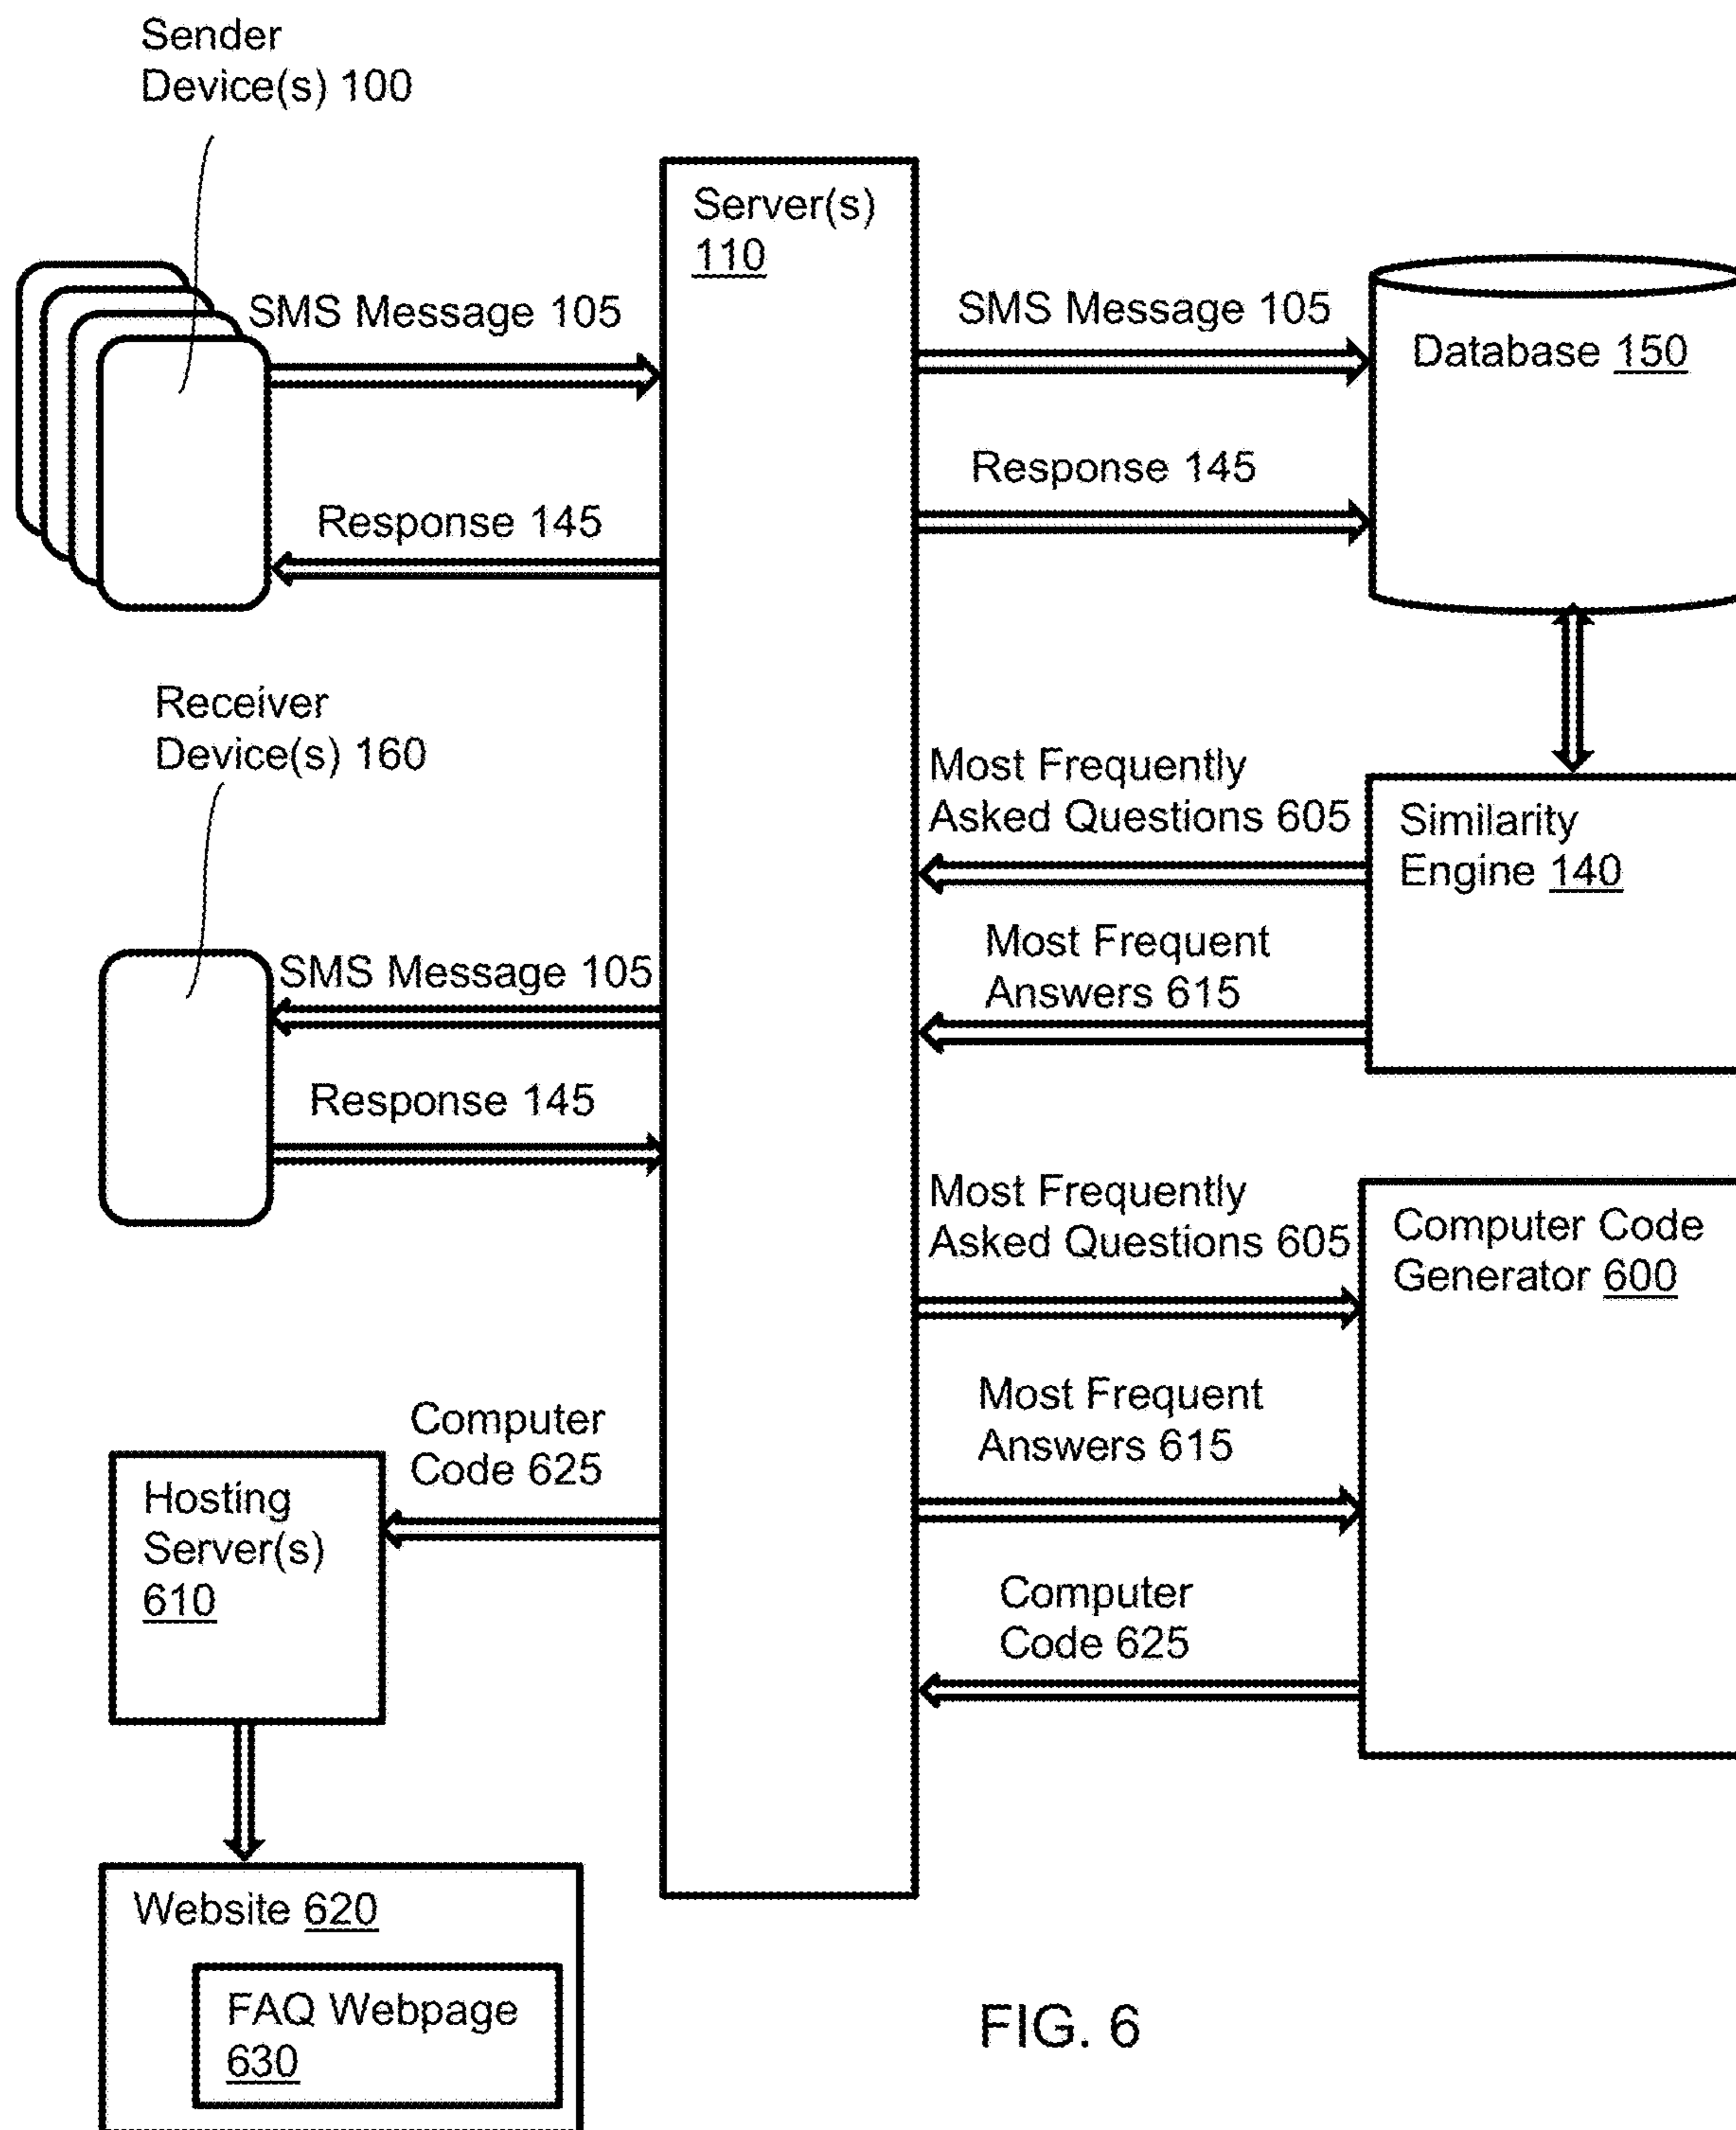 Sender
Device(s) 100
Server(s)
110
SMS Message 105
SMS Message 105
Database 150
Response 145
Response 145
Receiver
Device(s) 160
Most Frequently
Asked Questions 605
Similarity
Engine 140
Most Frequent
Answers 615
SMS Message 105
Response 145
Most Frequently
Asked Questions 605
Computer Code
Generator 600
Most Frequent
Answers 615
Computer
Code 625
Hosting
Server(s)
610
Computer
Code 625
Website 620
FAQ Webpage
630
FIG. 6